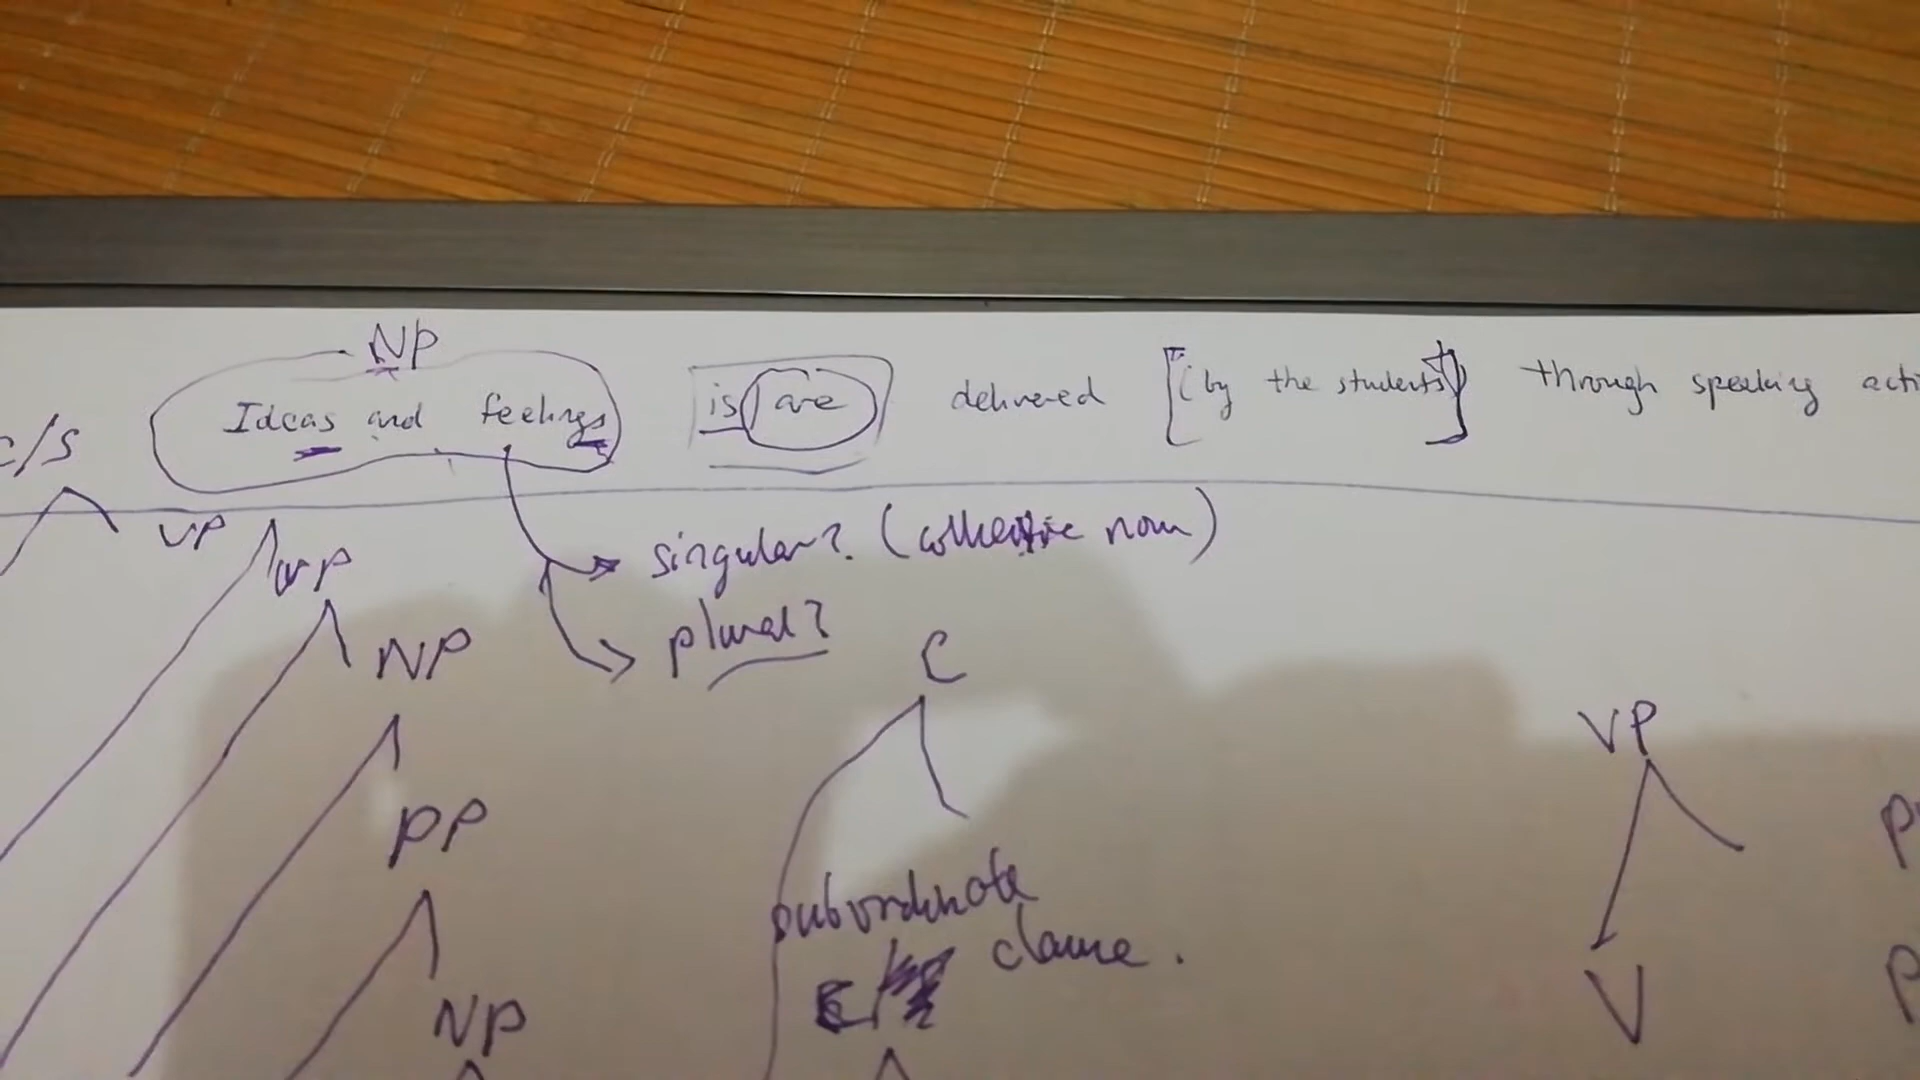 NP
Ideas and feelings is are delivered [(by the students)] through speaking acti
C/S
VP
VP singular? (collective noun)
NP plural? C
VP
PP
subordinate
clause.
NP
V